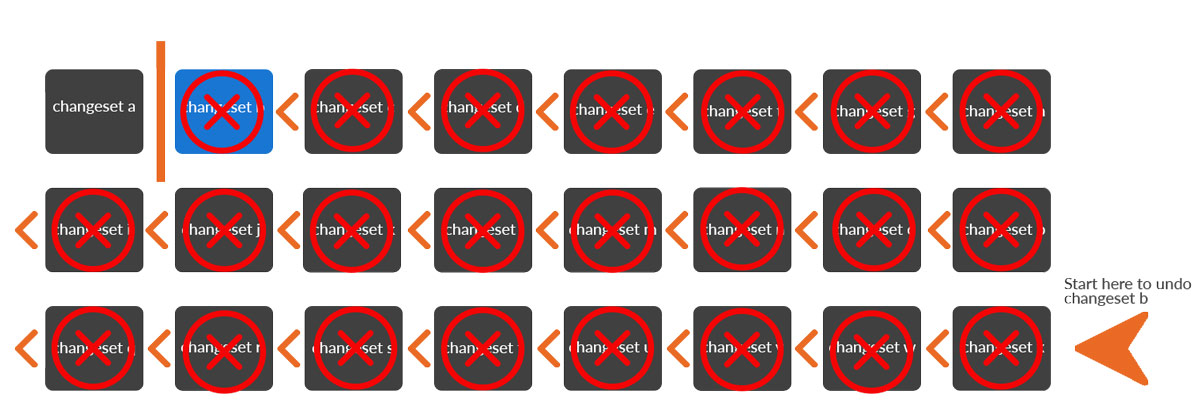 changeset a
changeset b
changeset c
changeset d
changeset e
changeset f
changeset g
changeset h
changeset i
changeset j
changeset k
changeset
changeset m
changeset n
changeset o
changeset p
Start here to undo
changeset b
changeset q
changeset r
changeset s
changeset t
changeset u
changeset v
changeset w
changeset x